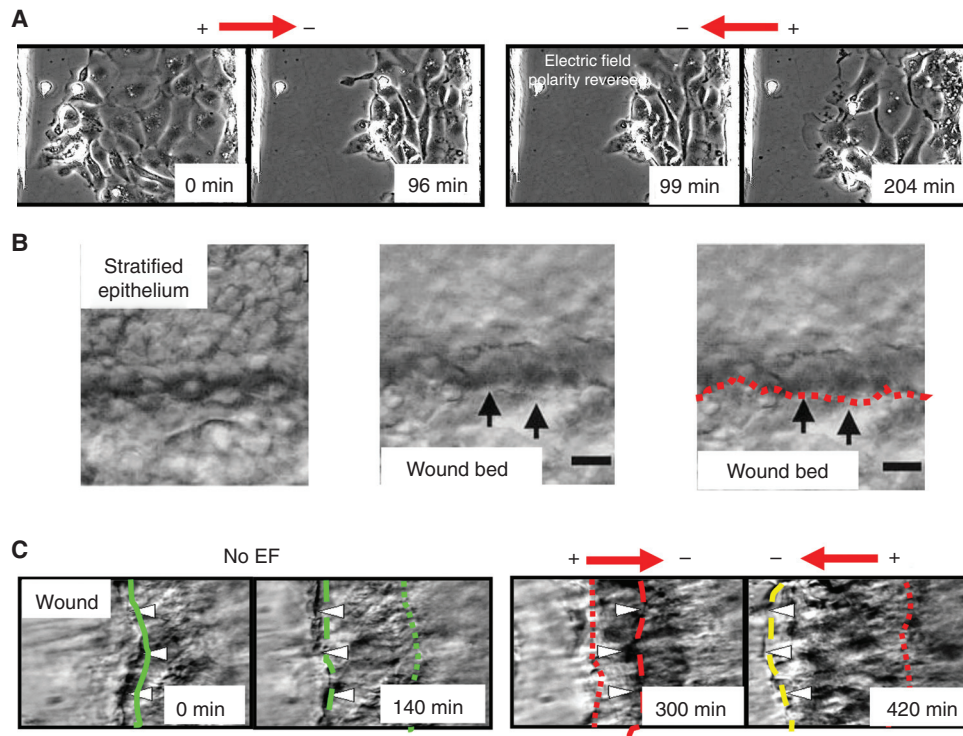 A
+ −
− +
0 min
96 min
Electric field
polarity reversed
99 min
204 min
B
Stratified
epithelium
Wound bed
Wound bed
C
No EF
+ −
− +
Wound
0 min
140 min
300 min
420 min